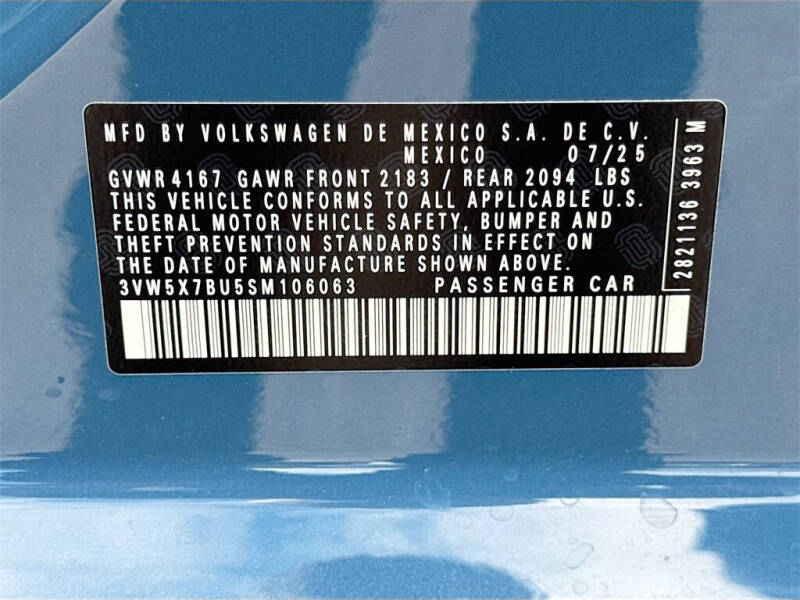 MFD BY VOLKSWAGEN DE MEXICO S.A. DE C.V.
MEXICO 07/25
GVWR 4167 GAWR FRONT 2183 / REAR 2094 LBS
THIS VEHICLE CONFORMS TO ALL APPLICABLE U.S.
FEDERAL MOTOR VEHICLE SAFETY, BUMPER AND
THEFT PREVENTION STANDARDS IN EFFECT ON
THE DATE OF MANUFACTURE SHOWN ABOVE.
3VW5X7BU5SM106063 PASSENGER CAR
2821136 3963 M